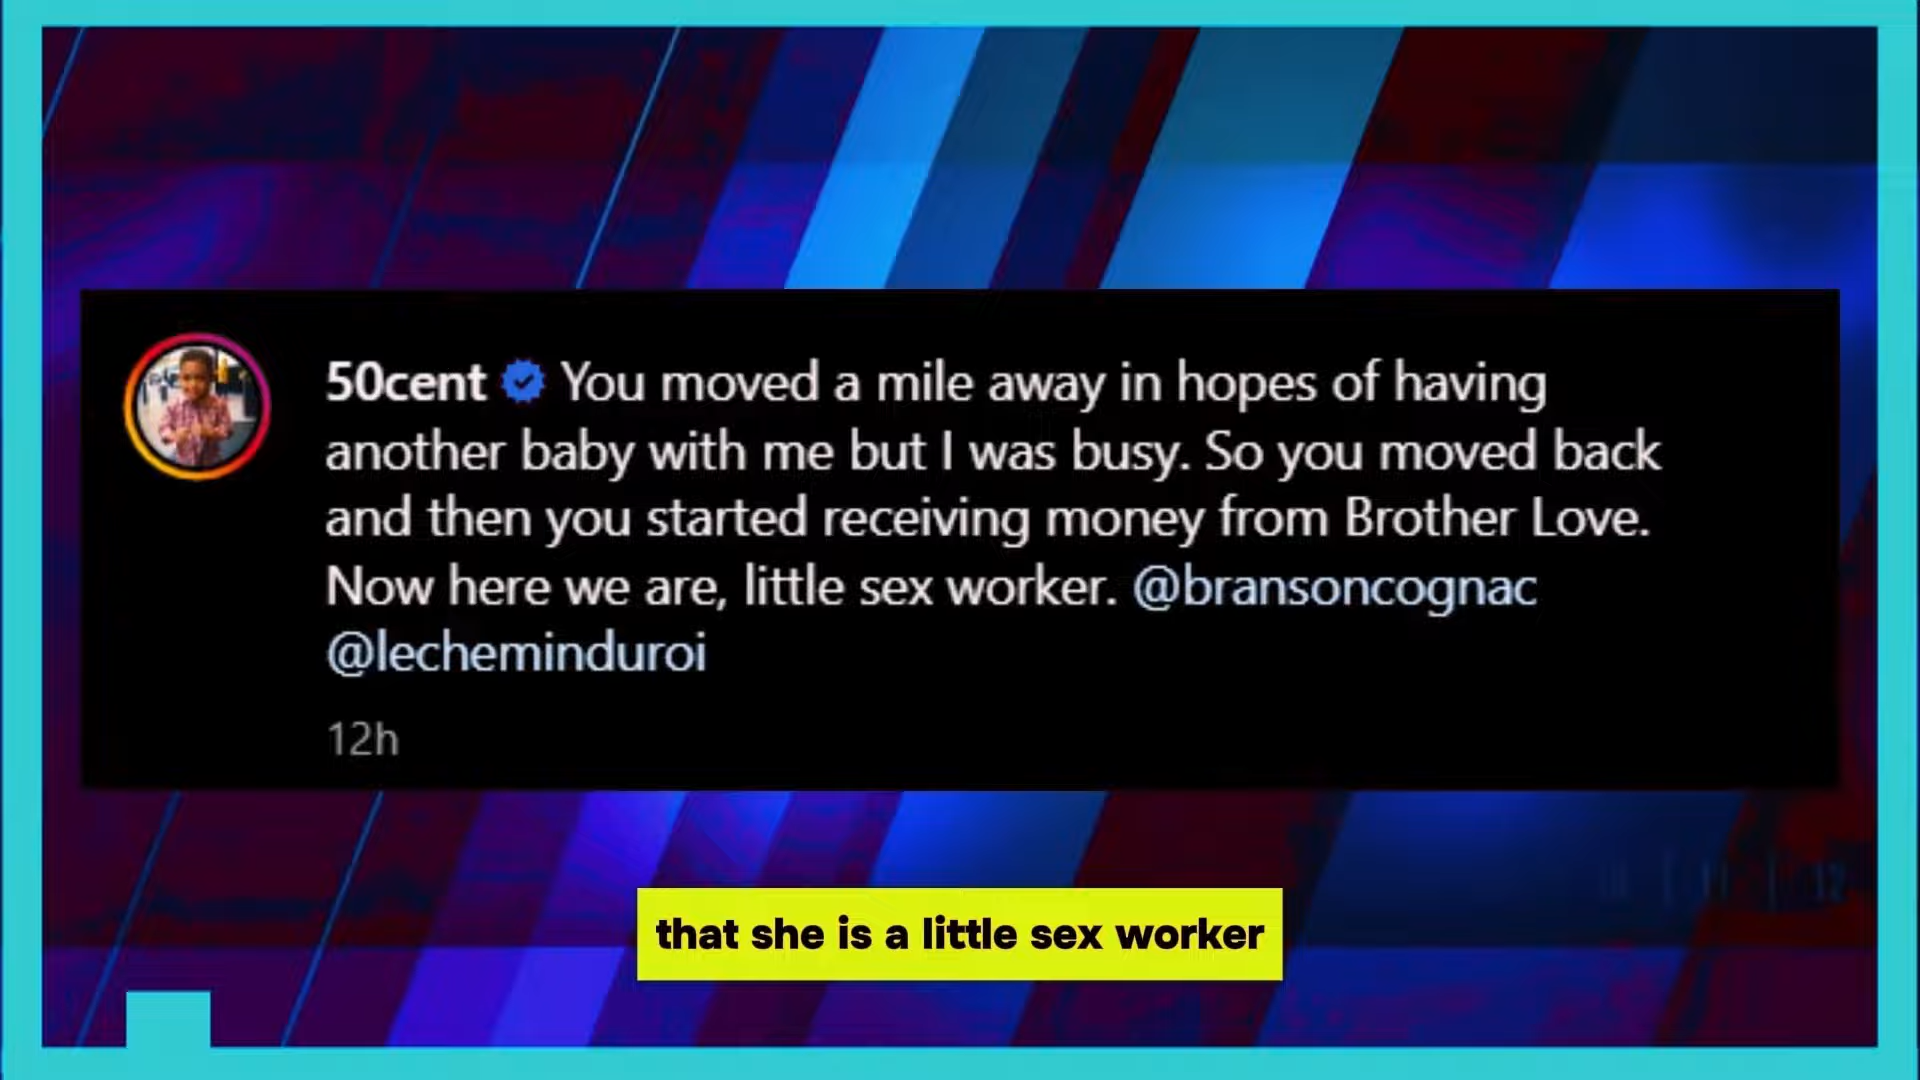 50cent You moved a mile away in hopes of having
another baby with me but I was busy. So you moved back
and then you started receiving money from Brother Love.
Now here we are, little sex worker. @bransoncognac
@lecheminduroi
12h
that she is a little sex worker